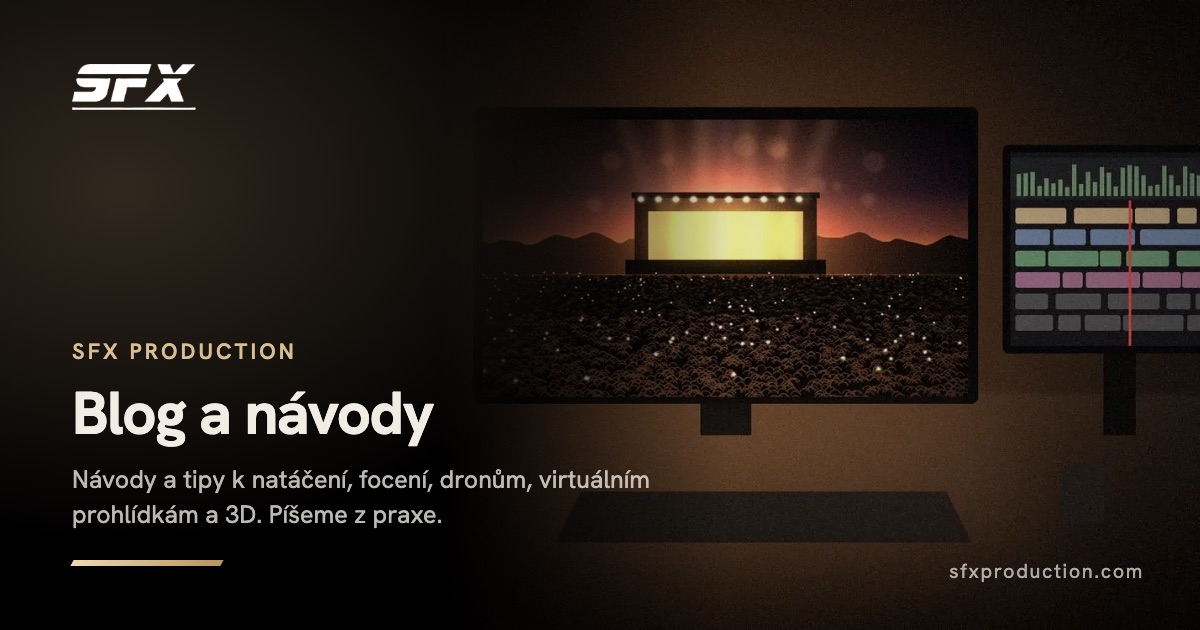 SFX
SFX PRODUCTION
Blog a návody
Návody a tipy k natáčení, focení, dronům, virtuálním
prohlídkám a 3D. Píšeme z praxe.
sfxproduction.com